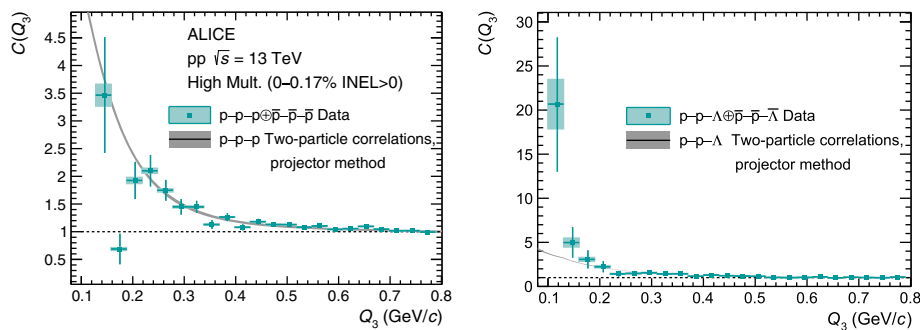 C(Q₃)
4.5
4
3.5
3
2.5
2
1.5
1
0.5
ALICE
pp √s = 13 TeV
High Mult. (0–0.17% INEL>0)
p–p–p⊕p̅–p̅–p̅ Data
p–p–p Two-particle correlations,
projector method
0.1 0.2 0.3 0.4 0.5 0.6 0.7 0.8
Q₃ (GeV/c)
C(Q₃)
30
25
20
15
10
5
0
p–p–Λ⊕p̅–p̅–Λ̅ Data
p–p–Λ Two-particle correlations,
projector method
0.1 0.2 0.3 0.4 0.5 0.6 0.7 0.8
Q₃ (GeV/c)